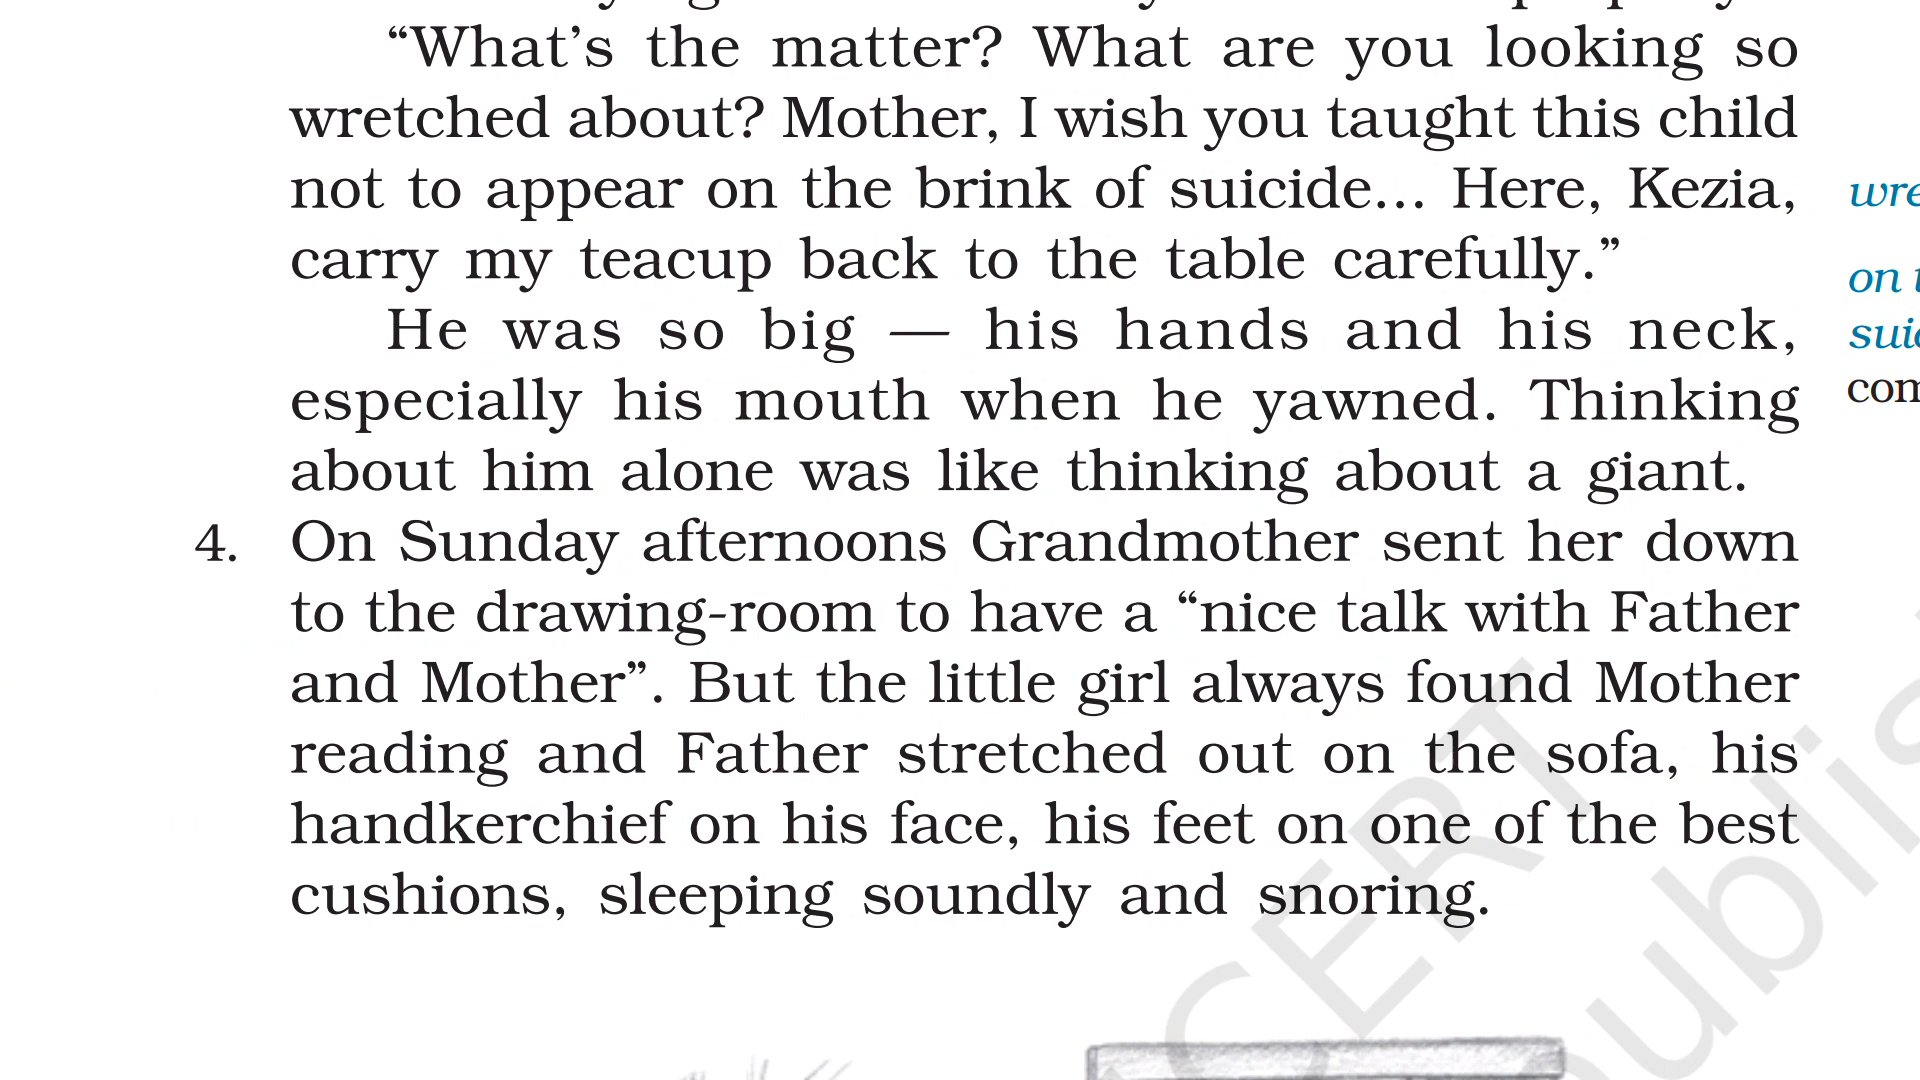 “What’s the matter? What are you looking so
wretched about? Mother, I wish you taught this child
not to appear on the brink of suicide... Here, Kezia,
carry my teacup back to the table carefully.”
He was so big — his hands and his neck,
especially his mouth when he yawned. Thinking
about him alone was like thinking about a giant.
4. On Sunday afternoons Grandmother sent her down
to the drawing-room to have a “nice talk with Father
and Mother”. But the little girl always found Mother
reading and Father stretched out on the sofa, his
handkerchief on his face, his feet on one of the best
cushions, sleeping soundly and snoring.
on